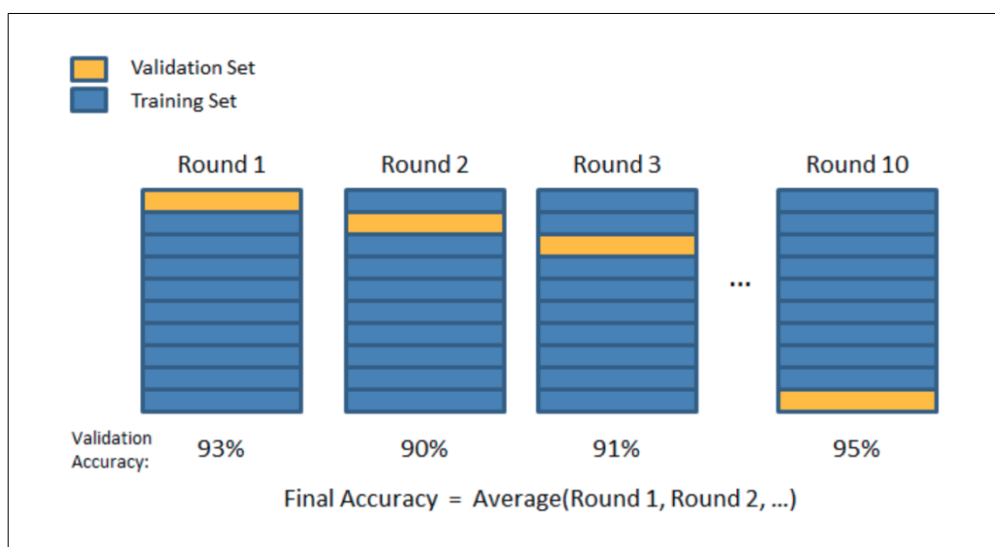 Validation Set
Training Set
Round 1 Round 2 Round 3 Round 10
...
Validation
Accuracy: 93% 90% 91% 95%
Final Accuracy = Average(Round 1, Round 2, ...)